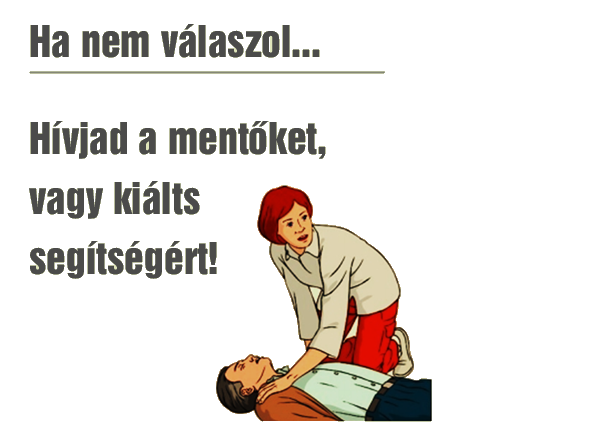 Ha nem válaszol...
Hívjad a mentőket,
vagy kiálts
segítségért!